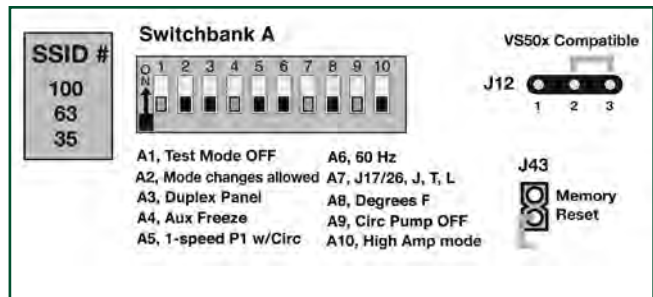 SSID #
100
63
35
Switchbank A
ON
1 2 3 4 5 6 7 8 9 10
A1, Test Mode OFF
A2, Mode changes allowed
A3, Duplex Panel
A4, Aux Freeze
A5, 1-speed P1 w/Circ
A6, 60 Hz
A7, J17/26, J, T, L
A8, Degrees F
A9, Circ Pump OFF
A10, High Amp mode
VS50x Compatible
J12
1 2 3
J43
Memory
Reset